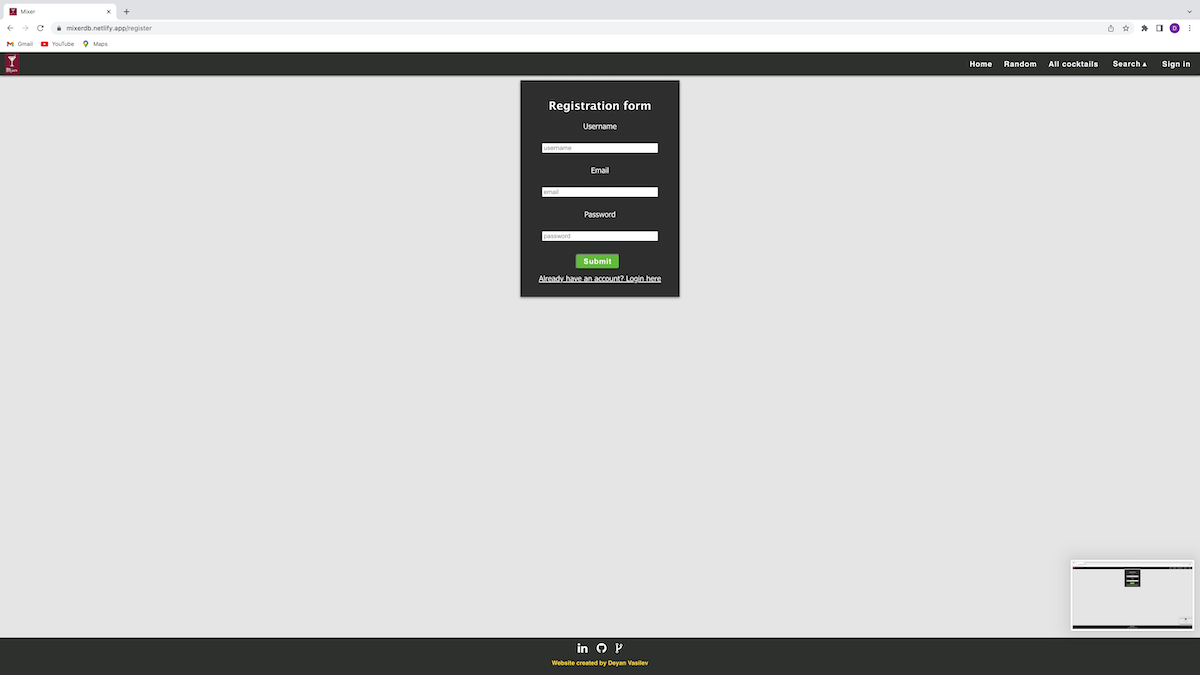 Mixer
mixerdb.netlify.app/register
D
Gmail YouTube Maps
Home Random All cocktails Search▲ Sign in
Registration form
Username
username
Email
email
Password
password
Submit
Already have an account? Login here
in
Website created by Deyan Vasilev